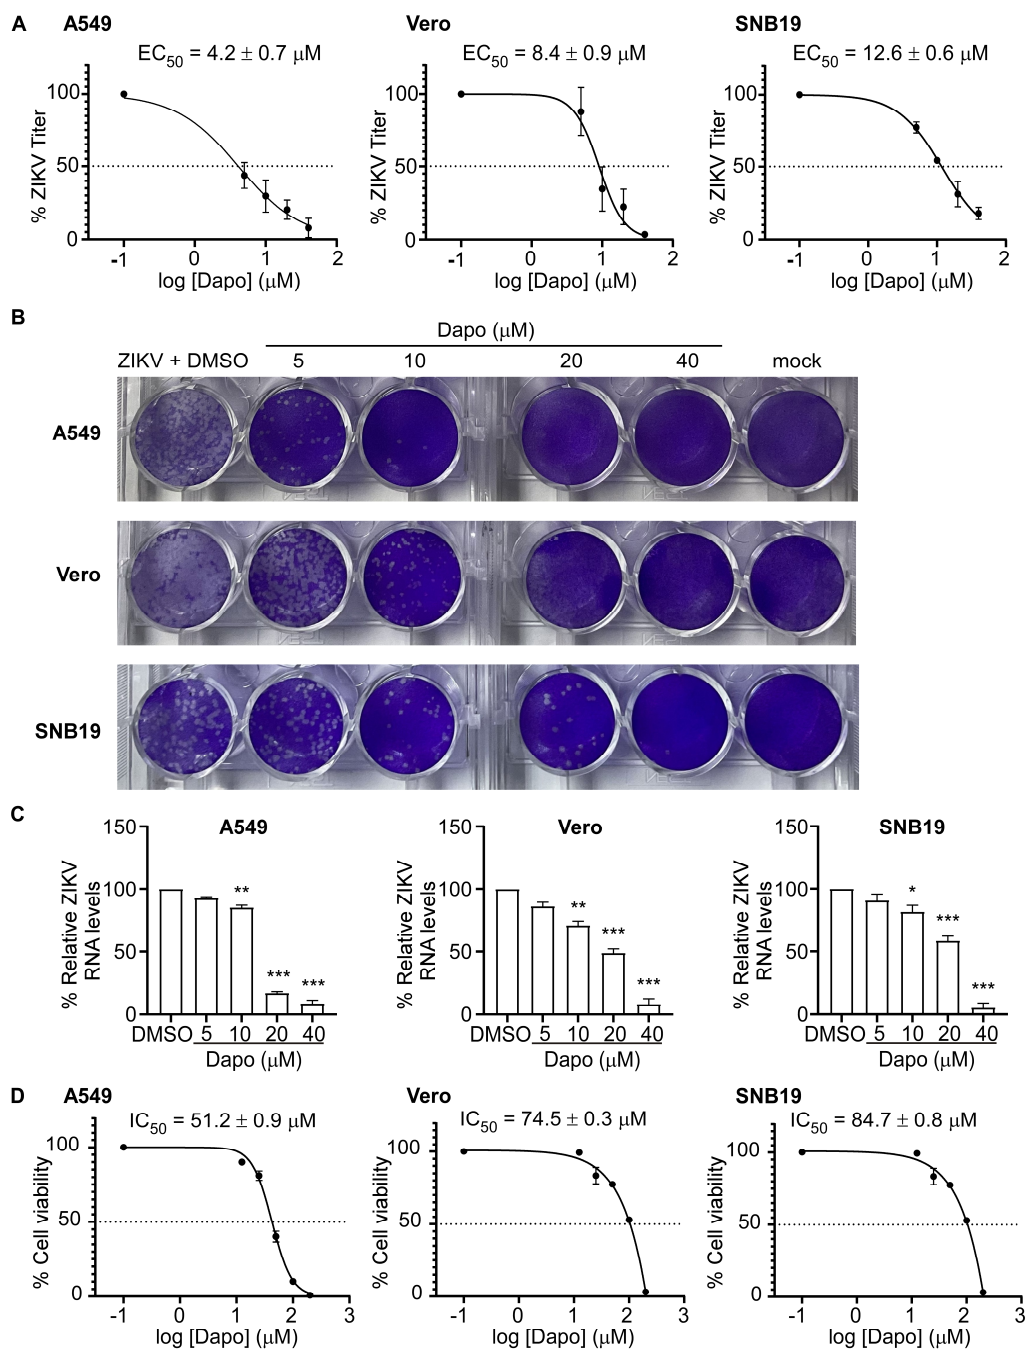 A
A549
Vero
SNB19
EC50 = 4.2 ± 0.7 µM
EC50 = 8.4 ± 0.9 µM
EC50 = 12.6 ± 0.6 µM
% ZIKV Titer
100
50
0
-1 0 1 2
log [Dapo] (µM)
% ZIKV Titer
100
50
0
-1 0 1 2
log [Dapo] (µM)
% ZIKV Titer
100
50
0
-1 0 1 2
log [Dapo] (µM)
B
Dapo (µM)
ZIKV + DMSO 5 10 20 40 mock
A549
Vero
SNB19
C
A549
% Relative ZIKV
RNA levels
150
100
50
0
**
***
***
DMSO 5 10 20 40
Dapo (µM)
Vero
% Relative ZIKV
RNA levels
150
100
50
0
**
***
***
DMSO 5 10 20 40
Dapo (µM)
SNB19
% Relative ZIKV
RNA levels
150
100
50
0
*
***
***
DMSO 5 10 20 40
Dapo (µM)
D
A549
IC50 = 51.2 ± 0.9 µM
% Cell viability
100
50
0
-1 0 1 2 3
log [Dapo] (µM)
Vero
IC50 = 74.5 ± 0.3 µM
% Cell viability
100
50
0
-1 0 1 2 3
log [Dapo] (µM)
SNB19
IC50 = 84.7 ± 0.8 µM
% Cell viability
100
50
0
-1 0 1 2 3
log [Dapo] (µM)